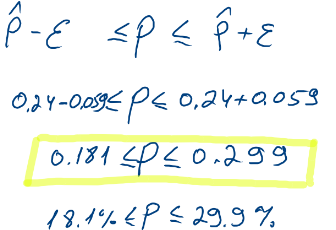 p̂ - ε ≤ p ≤ p̂ + ε
0.24-0.059 ≤ p ≤ 0.24+0.059
0.181 ≤ p ≤ 0.299
18.1% ≤ p ≤ 29.9%